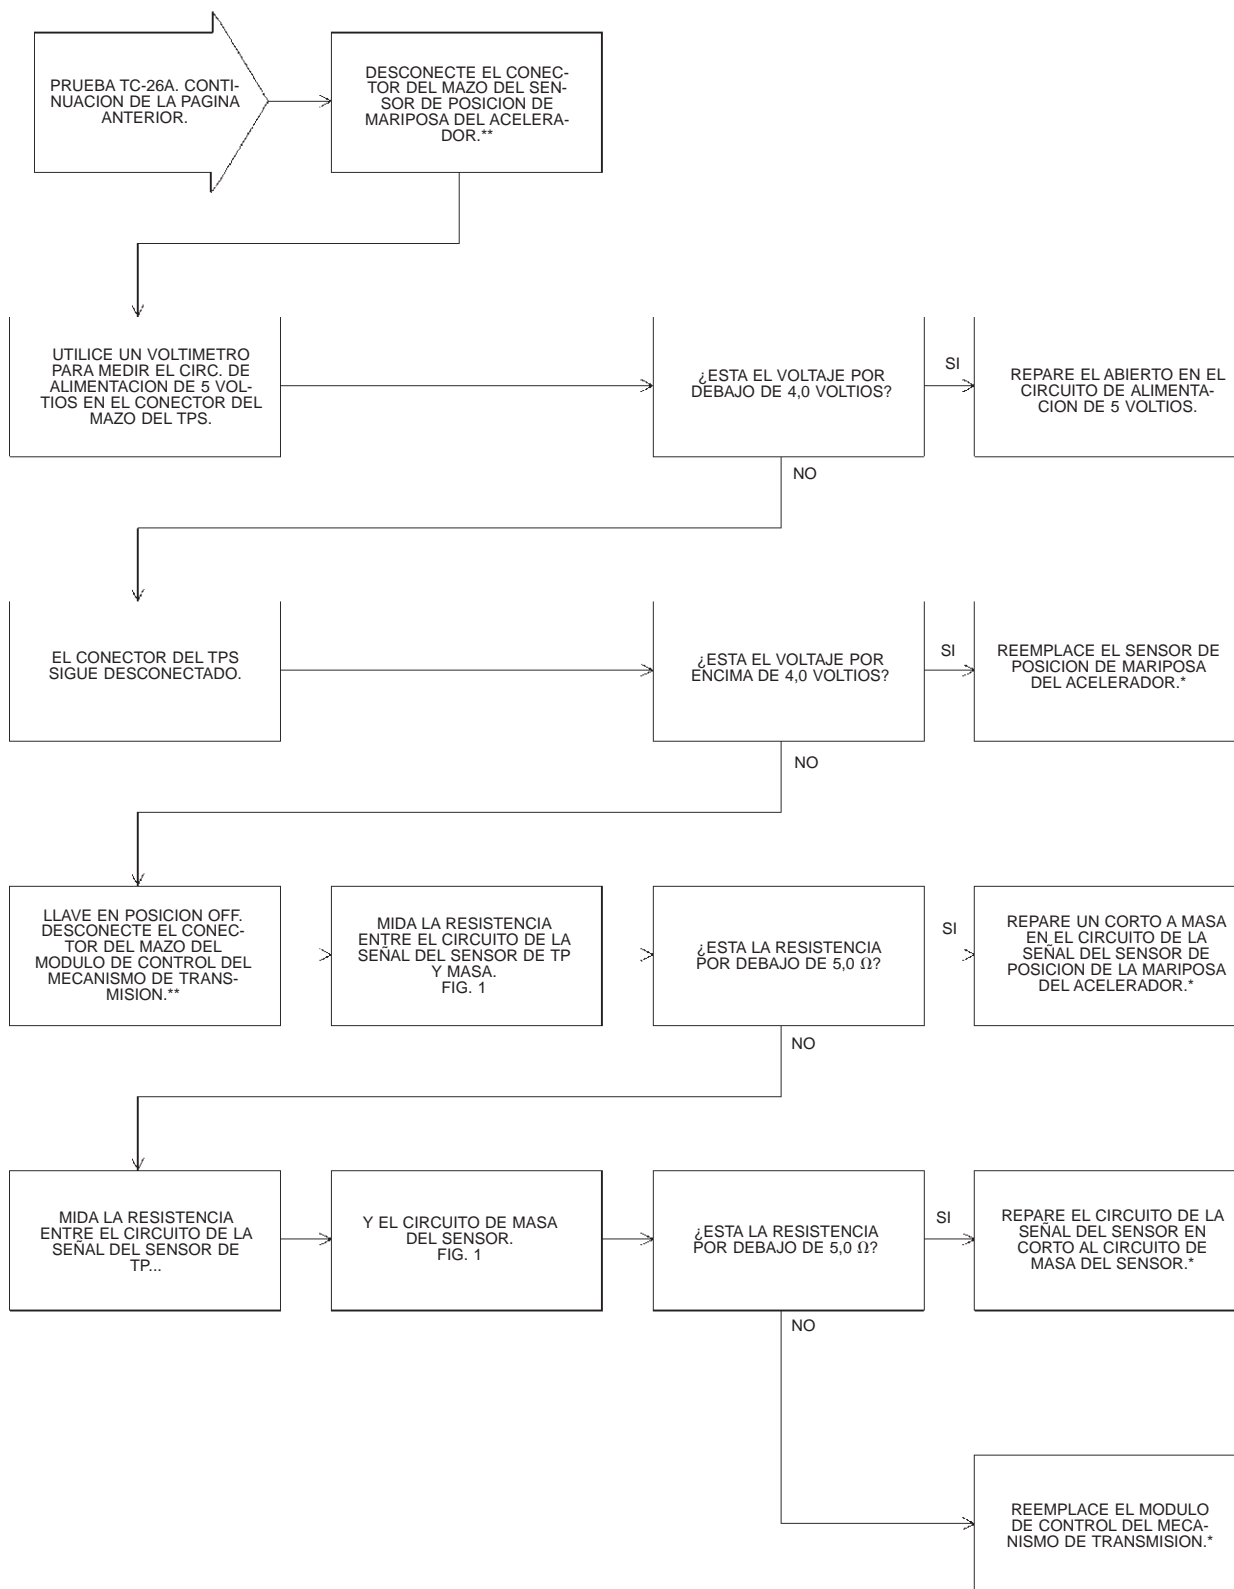 PRUEBA TC-26A. CONTI-
NUACION DE LA PAGINA
ANTERIOR.
DESCONECTE EL CONEC-
TOR DEL MAZO DEL SEN-
SOR DE POSICION DE
MARIPOSA DEL ACELERA-
DOR.**
UTILICE UN VOLTIMETRO
PARA MEDIR EL CIRC. DE
ALIMENTACION DE 5 VOL-
TIOS EN EL CONECTOR DEL
MAZO DEL TPS.
¿ESTA EL VOLTAJE POR
DEBAJO DE 4,0 VOLTIOS?
SI
REPARE EL ABIERTO EN EL
CIRCUITO DE ALIMENTA-
CION DE 5 VOLTIOS.
NO
EL CONECTOR DEL TPS
SIGUE DESCONECTADO.
¿ESTA EL VOLTAJE POR
ENCIMA DE 4,0 VOLTIOS?
SI
REEMPLACE EL SENSOR DE
POSICION DE MARIPOSA
DEL ACELERADOR.*
NO
LLAVE EN POSICION OFF.
DESCONECTE EL CONEC-
TOR DEL MAZO DEL
MODULO DE CONTROL DEL
MECANISMO DE TRANS-
MISION.**
MIDA LA RESISTENCIA
ENTRE EL CIRCUITO DE LA
SEÑAL DEL SENSOR DE TP
Y MASA.
FIG. 1
¿ESTA LA RESISTENCIA
POR DEBAJO DE 5,0 Ω?
SI
REPARE UN CORTO A MASA
EN EL CIRCUITO DE LA
SEÑAL DEL SENSOR DE
POSICION DE LA MARIPOSA
DEL ACELERADOR.*
NO
MIDA LA RESISTENCIA
ENTRE EL CIRCUITO DE LA
SEÑAL DEL SENSOR DE
TP...
Y EL CIRCUITO DE MASA
DEL SENSOR.
FIG. 1
¿ESTA LA RESISTENCIA
POR DEBAJO DE 5,0 Ω?
SI
REPARE EL CIRCUITO DE LA
SEÑAL DEL SENSOR EN
CORTO AL CIRCUITO DE
MASA DEL SENSOR.*
NO
REEMPLACE EL MODULO
DE CONTROL DEL MECA-
NISMO DE TRANSMISION.*